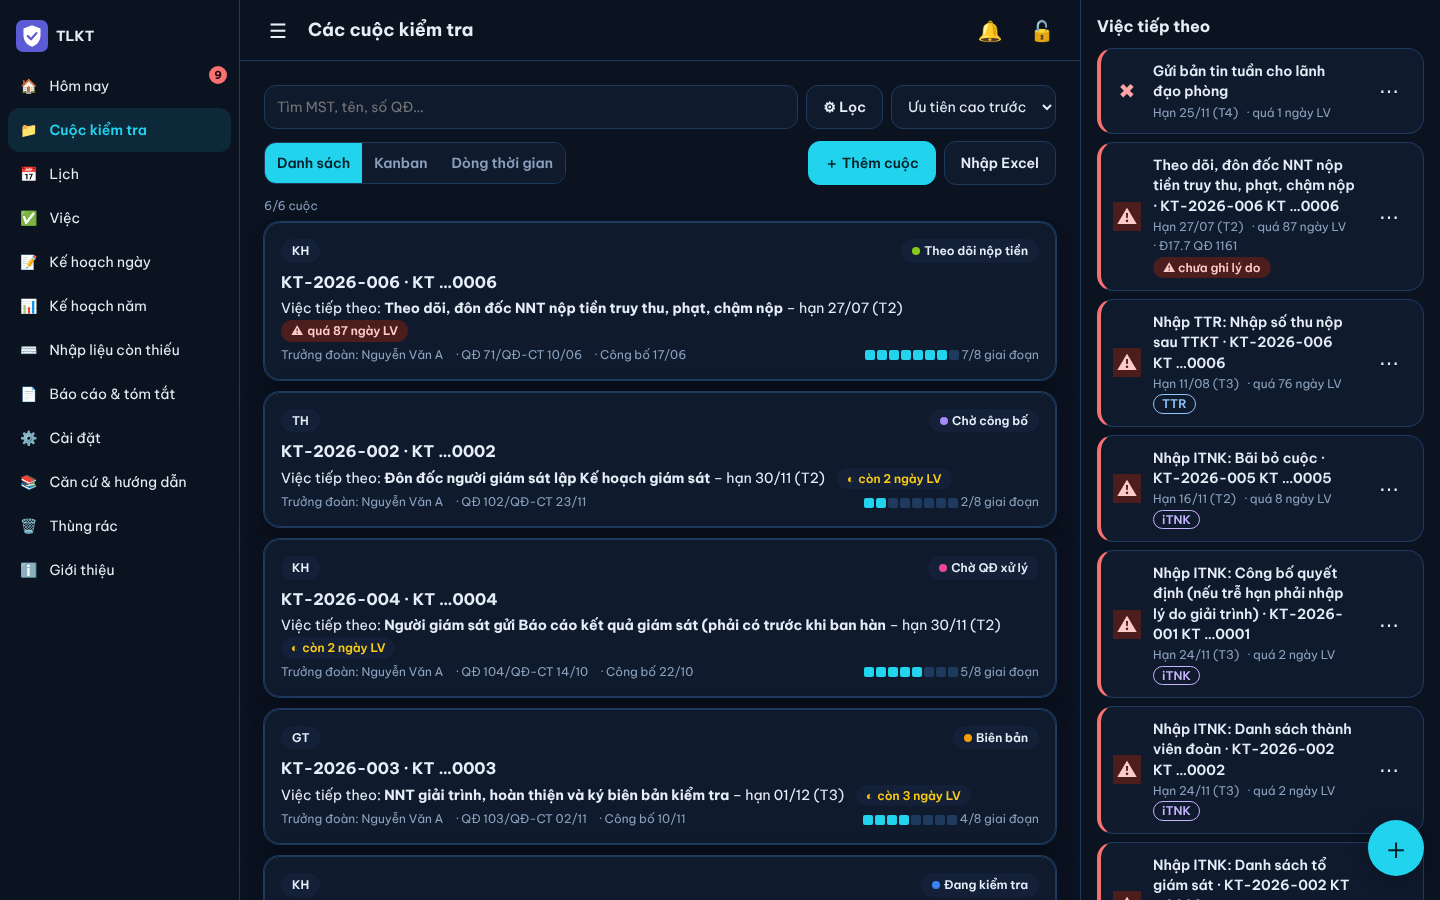 TLKT
Hôm nay
9
Cuộc kiểm tra
Lịch
Việc
Kế hoạch ngày
Kế hoạch năm
Nhập liệu còn thiếu
Báo cáo & tóm tắt
Cài đặt
Căn cứ & hướng dẫn
Thùng rác
Giới thiệu
Các cuộc kiểm tra
Tìm MST, tên, số QĐ...
Lọc
Ưu tiên cao trước
Danh sách
Kanban
Dòng thời gian
+ Thêm cuộc
Nhập Excel
6/6 cuộc
KH
Theo dõi nộp tiền
KT-2026-006 · KT ...0006
Việc tiếp theo: Theo dõi, đôn đốc NNT nộp tiền truy thu, phạt, chậm nộp – hạn 27/07 (T2)
quá 87 ngày LV
Trưởng đoàn: Nguyễn Văn A · QĐ 71/QĐ-CT 10/06 · Công bố 17/06
7/8 giai đoạn
TH
Chờ công bố
KT-2026-002 · KT ...0002
Việc tiếp theo: Đôn đốc người giám sát lập Kế hoạch giám sát – hạn 30/11 (T2)
còn 2 ngày LV
Trưởng đoàn: Nguyễn Văn A · QĐ 102/QĐ-CT 23/11
2/8 giai đoạn
KH
Chờ QĐ xử lý
KT-2026-004 · KT ...0004
Việc tiếp theo: Người giám sát gửi Báo cáo kết quả giám sát (phải có trước khi ban hàn – hạn 30/11 (T2)
còn 2 ngày LV
Trưởng đoàn: Nguyễn Văn A · QĐ 104/QĐ-CT 14/10 · Công bố 22/10
5/8 giai đoạn
GT
Biên bản
KT-2026-003 · KT ...0003
Việc tiếp theo: NNT giải trình, hoàn thiện và ký biên bản kiểm tra – hạn 01/12 (T3)
còn 3 ngày LV
Trưởng đoàn: Nguyễn Văn A · QĐ 103/QĐ-CT 02/11 · Công bố 10/11
4/8 giai đoạn
KH
Đang kiểm tra
Việc tiếp theo
Gửi bản tin tuần cho lãnh
đạo phòng
Hạn 25/11 (T4) · quá 1 ngày LV
Theo dõi, đôn đốc NNT nộp
tiền truy thu, phạt, chậm nộp
· KT-2026-006 KT ...0006
Hạn 27/07 (T2) · quá 87 ngày LV
· Đ17.7 QĐ 1161
chưa ghi lý do
Nhập TTR: Nhập số thu nộp
sau TTKT · KT-2026-006
KT ...0006
Hạn 11/08 (T3) · quá 76 ngày LV
TTR
Nhập ITNK: Bãi bỏ cuộc ·
KT-2026-005 KT ...0005
Hạn 16/11 (T2) · quá 8 ngày LV
iTNK
Nhập ITNK: Công bố quyết
định (nếu trễ hạn phải nhập
lý do giải trình) · KT-2026-
001 KT ...0001
Hạn 24/11 (T3) · quá 2 ngày LV
iTNK
Nhập ITNK: Danh sách thành
viên đoàn · KT-2026-002
KT ...0002
Hạn 24/11 (T3) · quá 2 ngày LV
iTNK
Nhập ITNK: Danh sách tổ
giám sát · KT-2026-002 KT